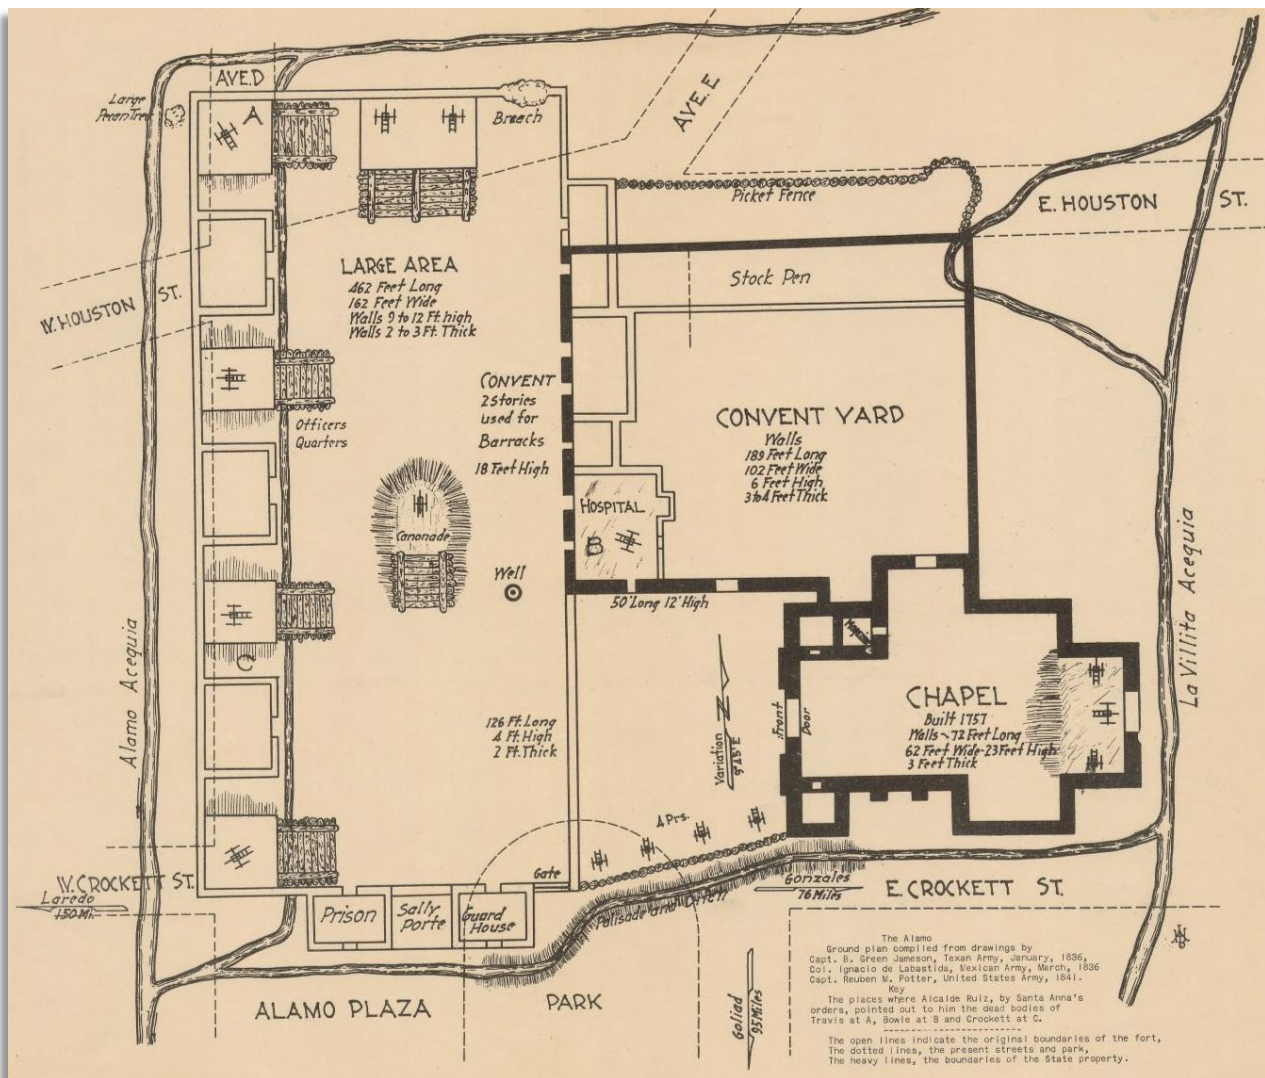 AVE.D
Large
Pecan Tree
A
Breech
AVE. E
Picket Fence
E. HOUSTON ST.
W. HOUSTON ST.
LARGE AREA
462 Feet Long
162 Feet Wide
Walls 9 to 12 Ft. high
Walls 2 to 3 Ft. Thick
Stock Pen
CONVENT
2 Stories
used for
Barracks
18 Feet High
Officers
Quarters
CONVENT YARD
Walls
189 Feet Long
102 Feet Wide
6 Feet High
3 to 4 Feet Thick
HOSPITAL
B
Canonade
Well
50' Long 12' High
Alamo Acequia
La Villita Acequia
C
126 Ft. Long
4 Ft. High
2 Ft. Thick
Variation
N
Front
Door
CHAPEL
Built 1757
Walls ~ 72 Feet Long
62 Feet Wide-23 Feet High
3 Feet Thick
4 Prs.
Gate
W. CROCKETT ST.
Laredo
150 Mi.
Prison
Sally
Porte
Guard
House
Palisade and Ditch
Gonzales
76 Miles
E. CROCKETT ST.
ALAMO PLAZA
PARK
Goliad
95 Miles
The Alamo
Ground plan compiled from drawings by
Capt. B. Green Jameson, Texan Army, January, 1836,
Col. Ignacio de Labastida, Mexican Army, March, 1836
Capt. Reuben M. Potter, United States Army, 1841.
Key
The places where Alcalde Ruiz, by Santa Anna's
orders, pointed out to him the dead bodies of
Travis at A, Bowie at B and Crockett at C.
The open lines indicate the original boundaries of the fort,
The dotted lines, the present streets and park,
The heavy lines, the boundaries of the State property.